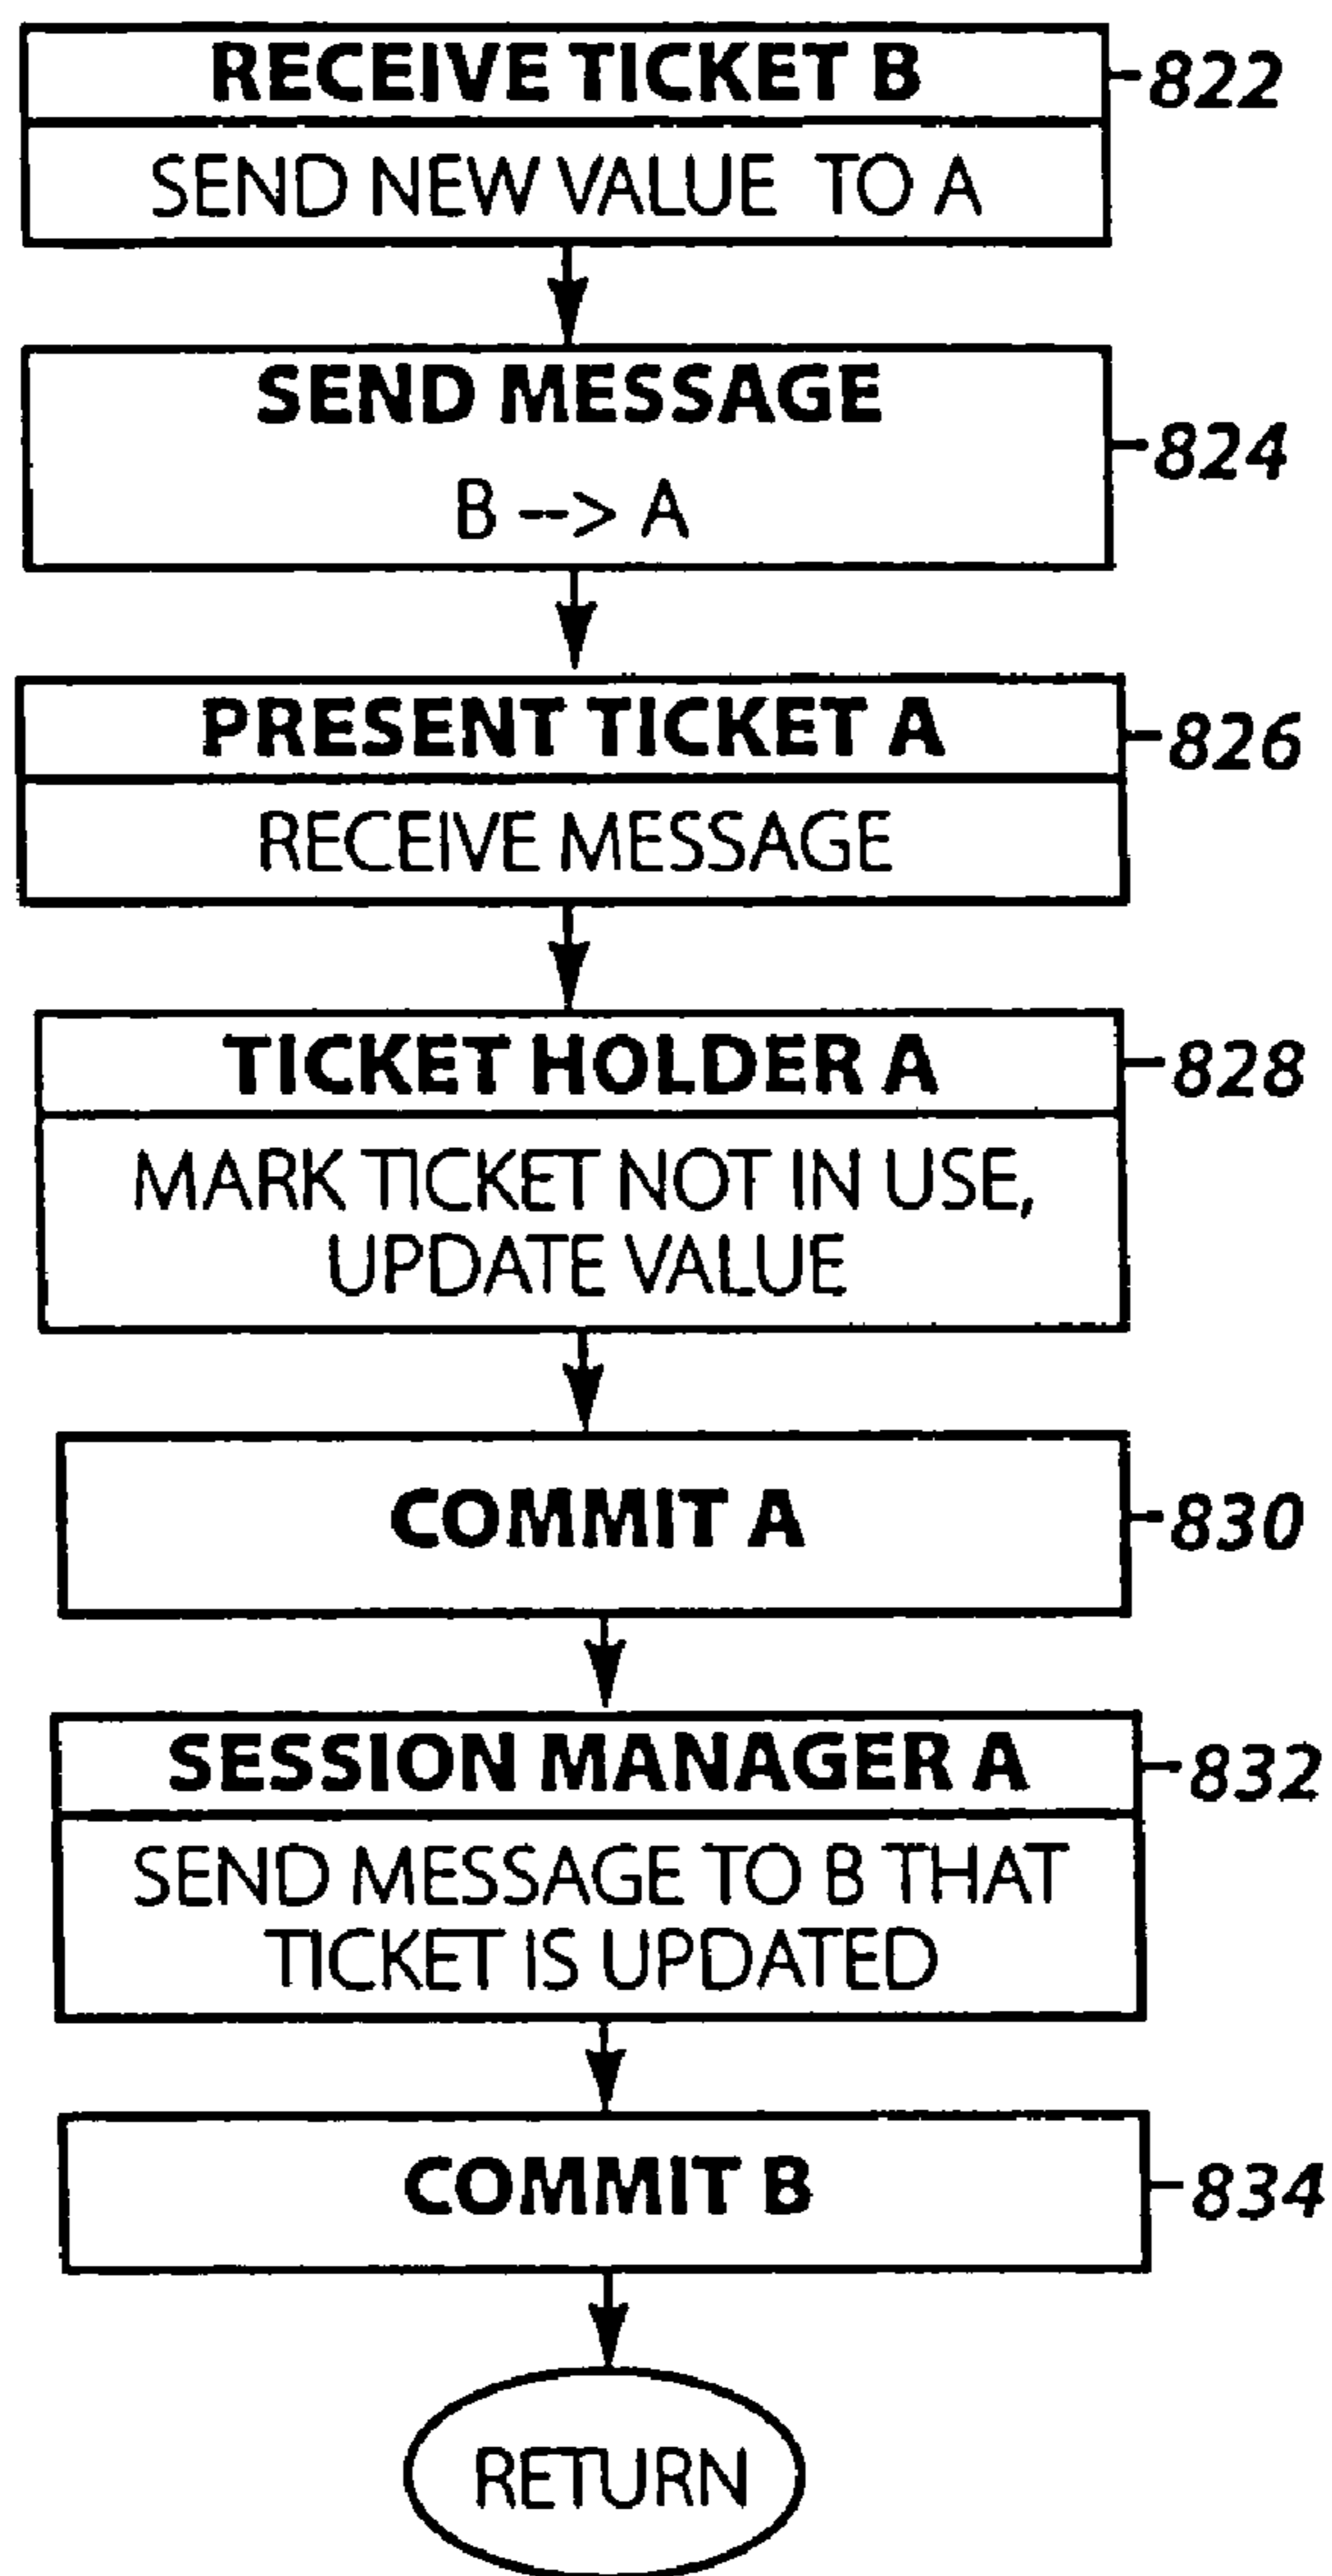 RECEIVE TICKET B
822
SEND NEW VALUE TO A
SEND MESSAGE
824
B --> A
PRESENT TICKET A
826
RECEIVE MESSAGE
TICKET HOLDER A
828
MARK TICKET NOT IN USE,
UPDATE VALUE
COMMIT A
830
SESSION MANAGER A
832
SEND MESSAGE TO B THAT
TICKET IS UPDATED
COMMIT B
834
RETURN